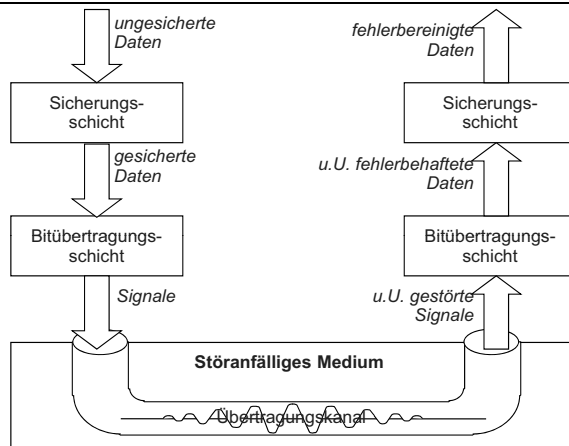 ungesicherte
Daten
Sicherungs-
schicht
gesicherte
Daten
Bitübertragungs-
schicht
Signale
fehlerbereinigte
Daten
Sicherungs-
schicht
u.U. fehlerbehaftete
Daten
Bitübertragungs-
schicht
u.U. gestörte
Signale
Störanfälliges Medium
Übertragungskanal